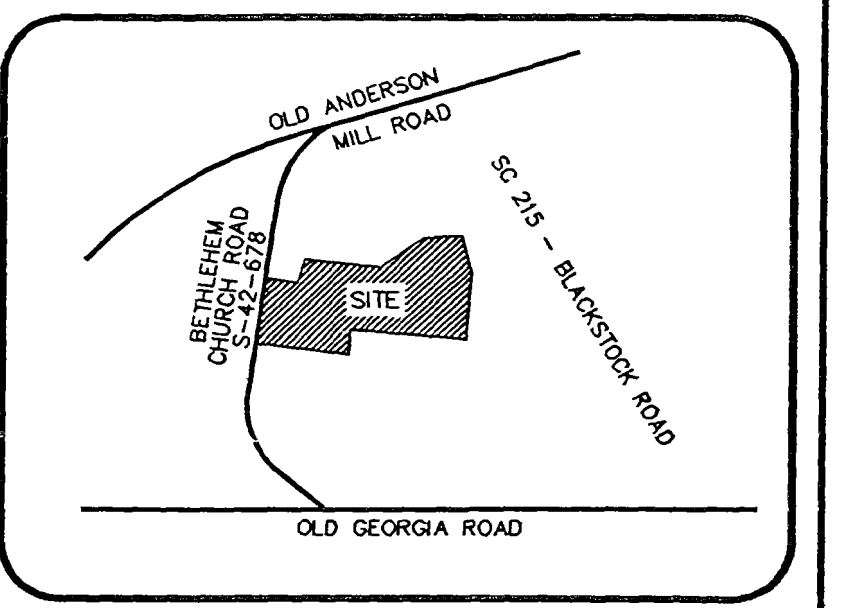 OLD ANDERSON
MILL ROAD
SC 215 - BLACKSTOCK ROAD
BETHLEHEM
CHURCH ROAD
S-42-678
SITE
OLD GEORGIA ROAD